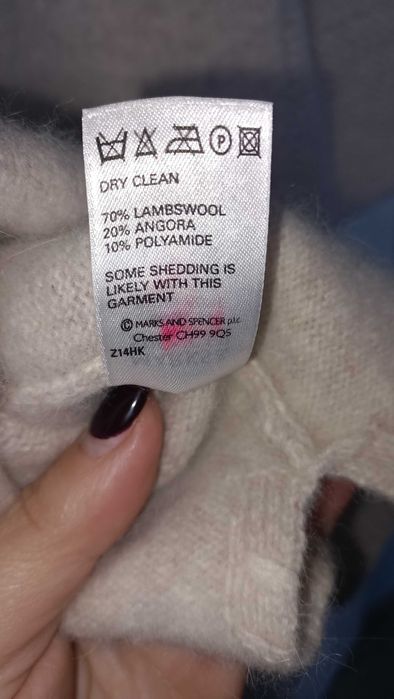 P
DRY CLEAN
70% LAMBSWOOL
20% ANGORA
10% POLYAMIDE
SOME SHEDDING IS
LIKELY WITH THIS
GARMENT
© MARKS AND SPENCER p.l.c.
Chester CH99 9QS
Z14HK